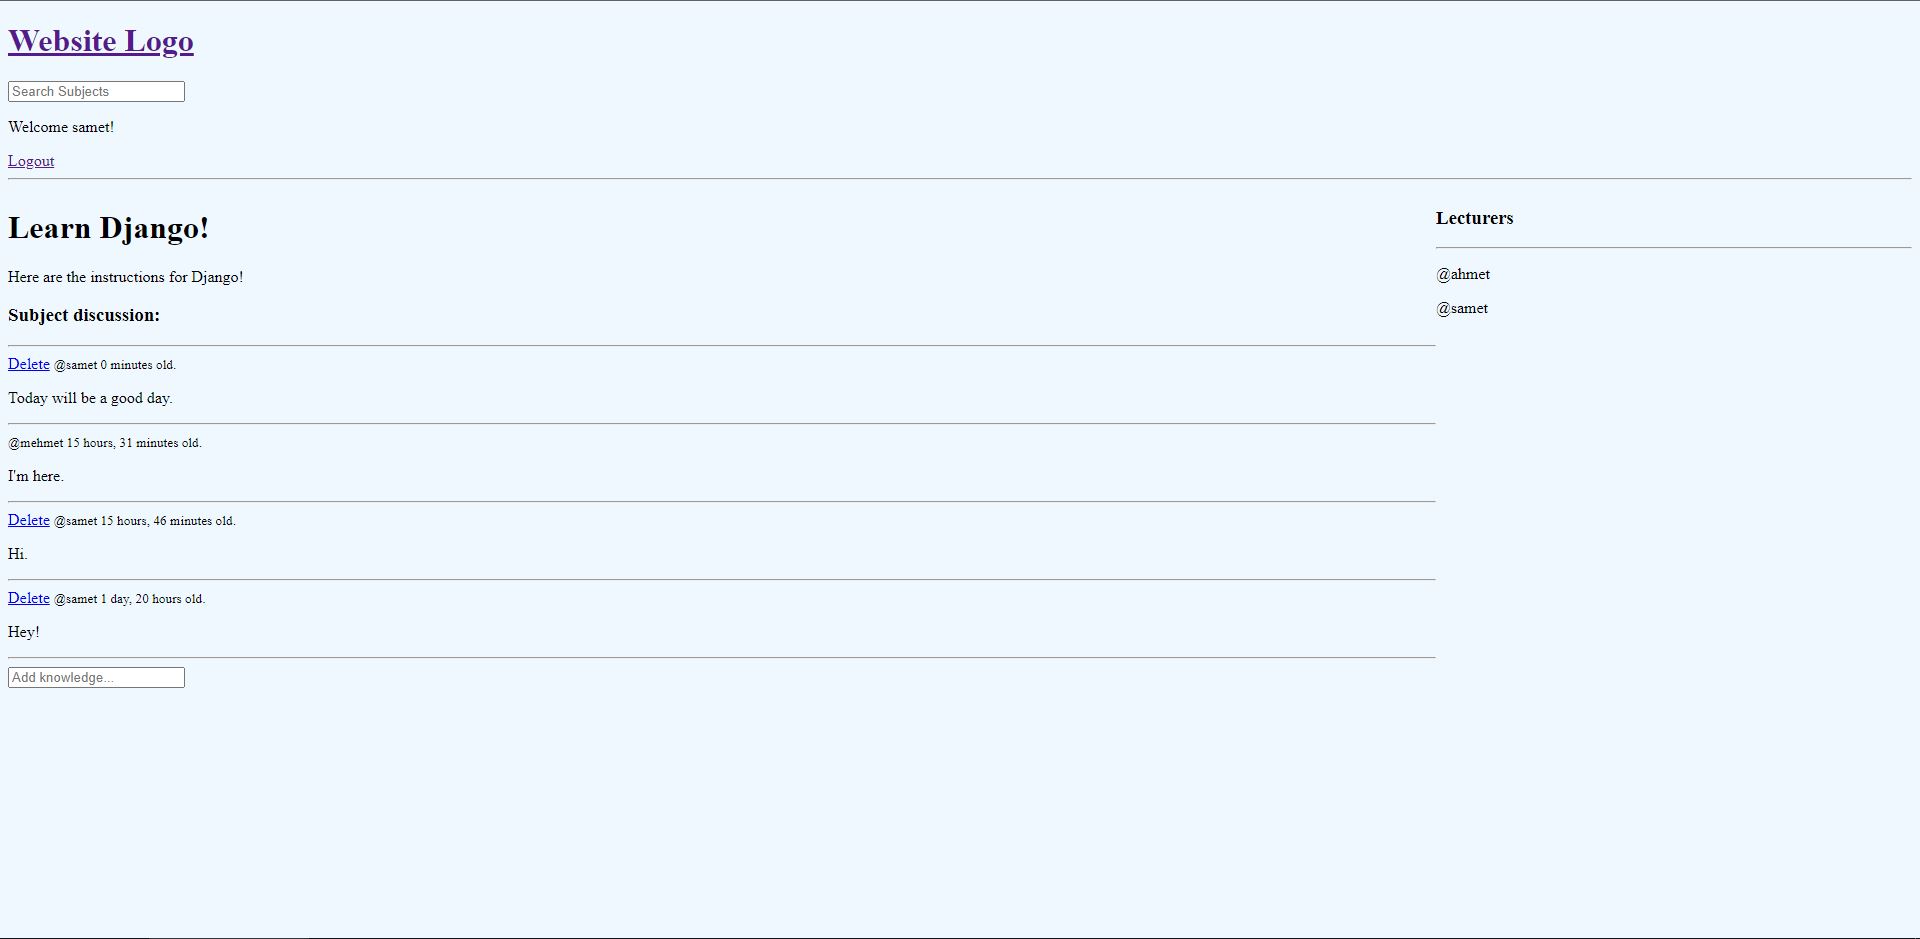 Website Logo
Search Subjects
Welcome samet!
Logout
Learn Django!
Here are the instructions for Django!
Subject discussion:
Delete @samet 0 minutes old.
Today will be a good day.
@mehmet 15 hours, 31 minutes old.
I'm here.
Delete @samet 15 hours, 46 minutes old.
Hi.
Delete @samet 1 day, 20 hours old.
Hey!
Add knowledge...
Lecturers
@ahmet
@samet